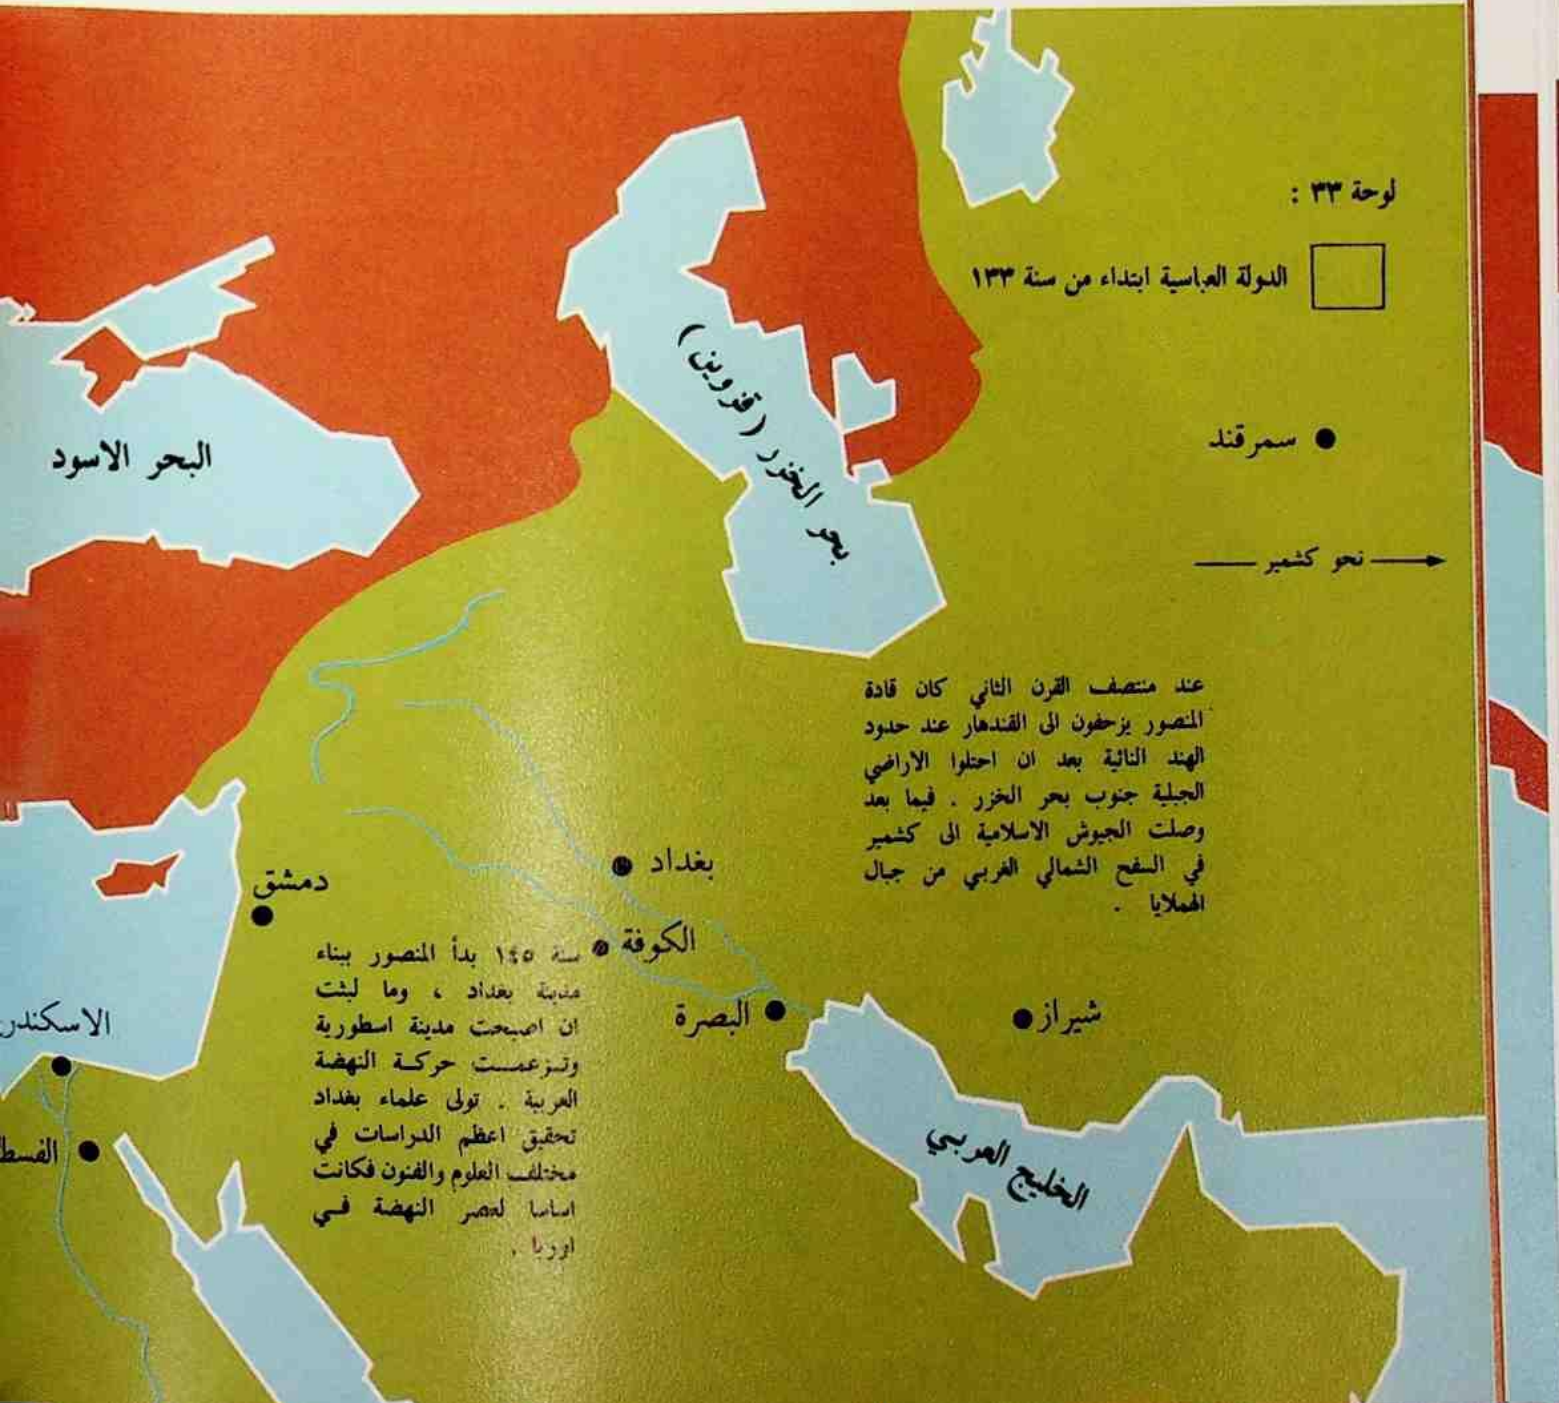 لوحة ٣٣ :
الدولة العباسية ابتداء من سنة ١٣٣
سمرقند
نحو كشمير
بحر الخزر (قزوين)
البحر الاسود
عند منتصف القرن الثاني كان قادة
المنصور يزحفون الى القندهار عند حدود
الهند النائية بعد ان احتلوا الاراضي
الجبلية جنوب بحر الخزر . فيما بعد
وصلت الجيوش الاسلامية الى كشمير
في السفح الشمالي الغربي من جبال
الهملايا .
بغداد
دمشق
الكوفة
سنة ١٤٥ بدأ المنصور ببناء
مدينة بغداد ، وما لبثت
ان اصبحت مدينة اسطورية
وتزعمت حركة النهضة
العربية . تولى علماء بغداد
تحقيق اعظم الدراسات في
مختلف العلوم والفنون فكانت
اساسا لعصر النهضة في
اوربا .
البصرة
شيراز
الاسكندر
الفسط
الخليج العربي